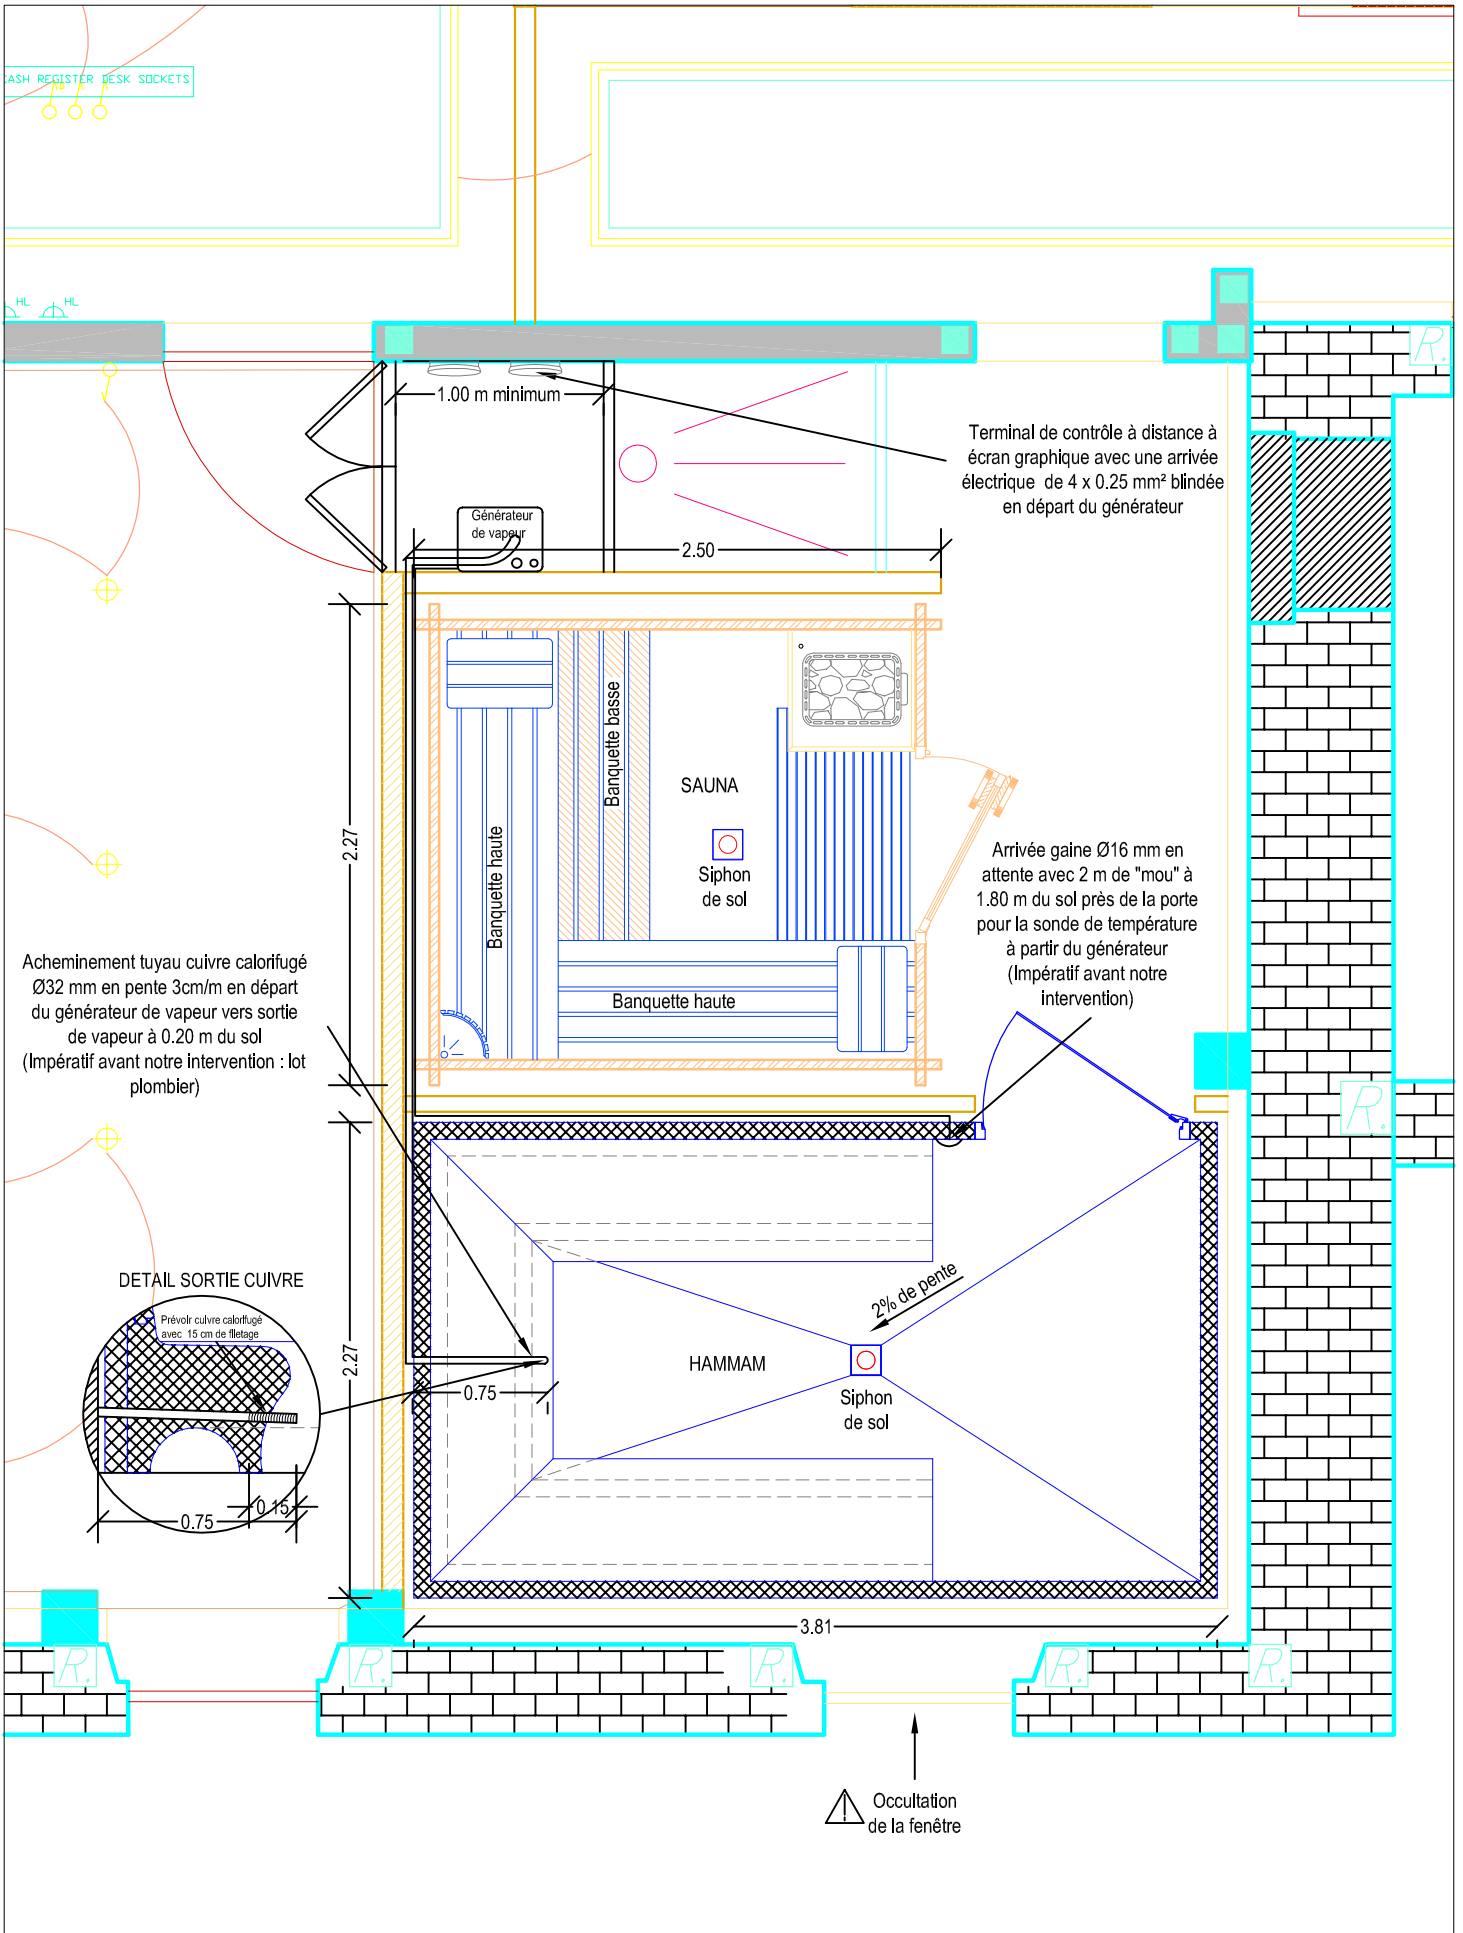 CASH REGISTER DESK SOCKETS
HL
HL
R.
1.00 m minimum
Terminal de contrôle à distance à
écran graphique avec une arrivée
électrique de 4 x 0.25 mm² blindée
en départ du générateur
Générateur
de vapeur
2.50
2.27
Banquette basse
SAUNA
Banquette haute
Siphon
de sol
Banquette haute
Arrivée gaine Ø16 mm en
attente avec 2 m de "mou" à
1.80 m du sol près de la porte
pour la sonde de température
à partir du générateur
(Impératif avant notre
intervention)
Acheminement tuyau cuivre calorifugé
Ø32 mm en pente 3cm/m en départ
du générateur de vapeur vers sortie
de vapeur à 0.20 m du sol
(Impératif avant notre intervention : lot
plombier)
R.
DETAIL SORTIE CUIVRE
Prévoir cuivre calorifugé
avec 15 cm de filetage
0.15
0.75
2.27
0.75
2% de pente
HAMMAM
Siphon
de sol
3.81
R.
R.
R.
R.
R.
Occultation
de la fenêtre